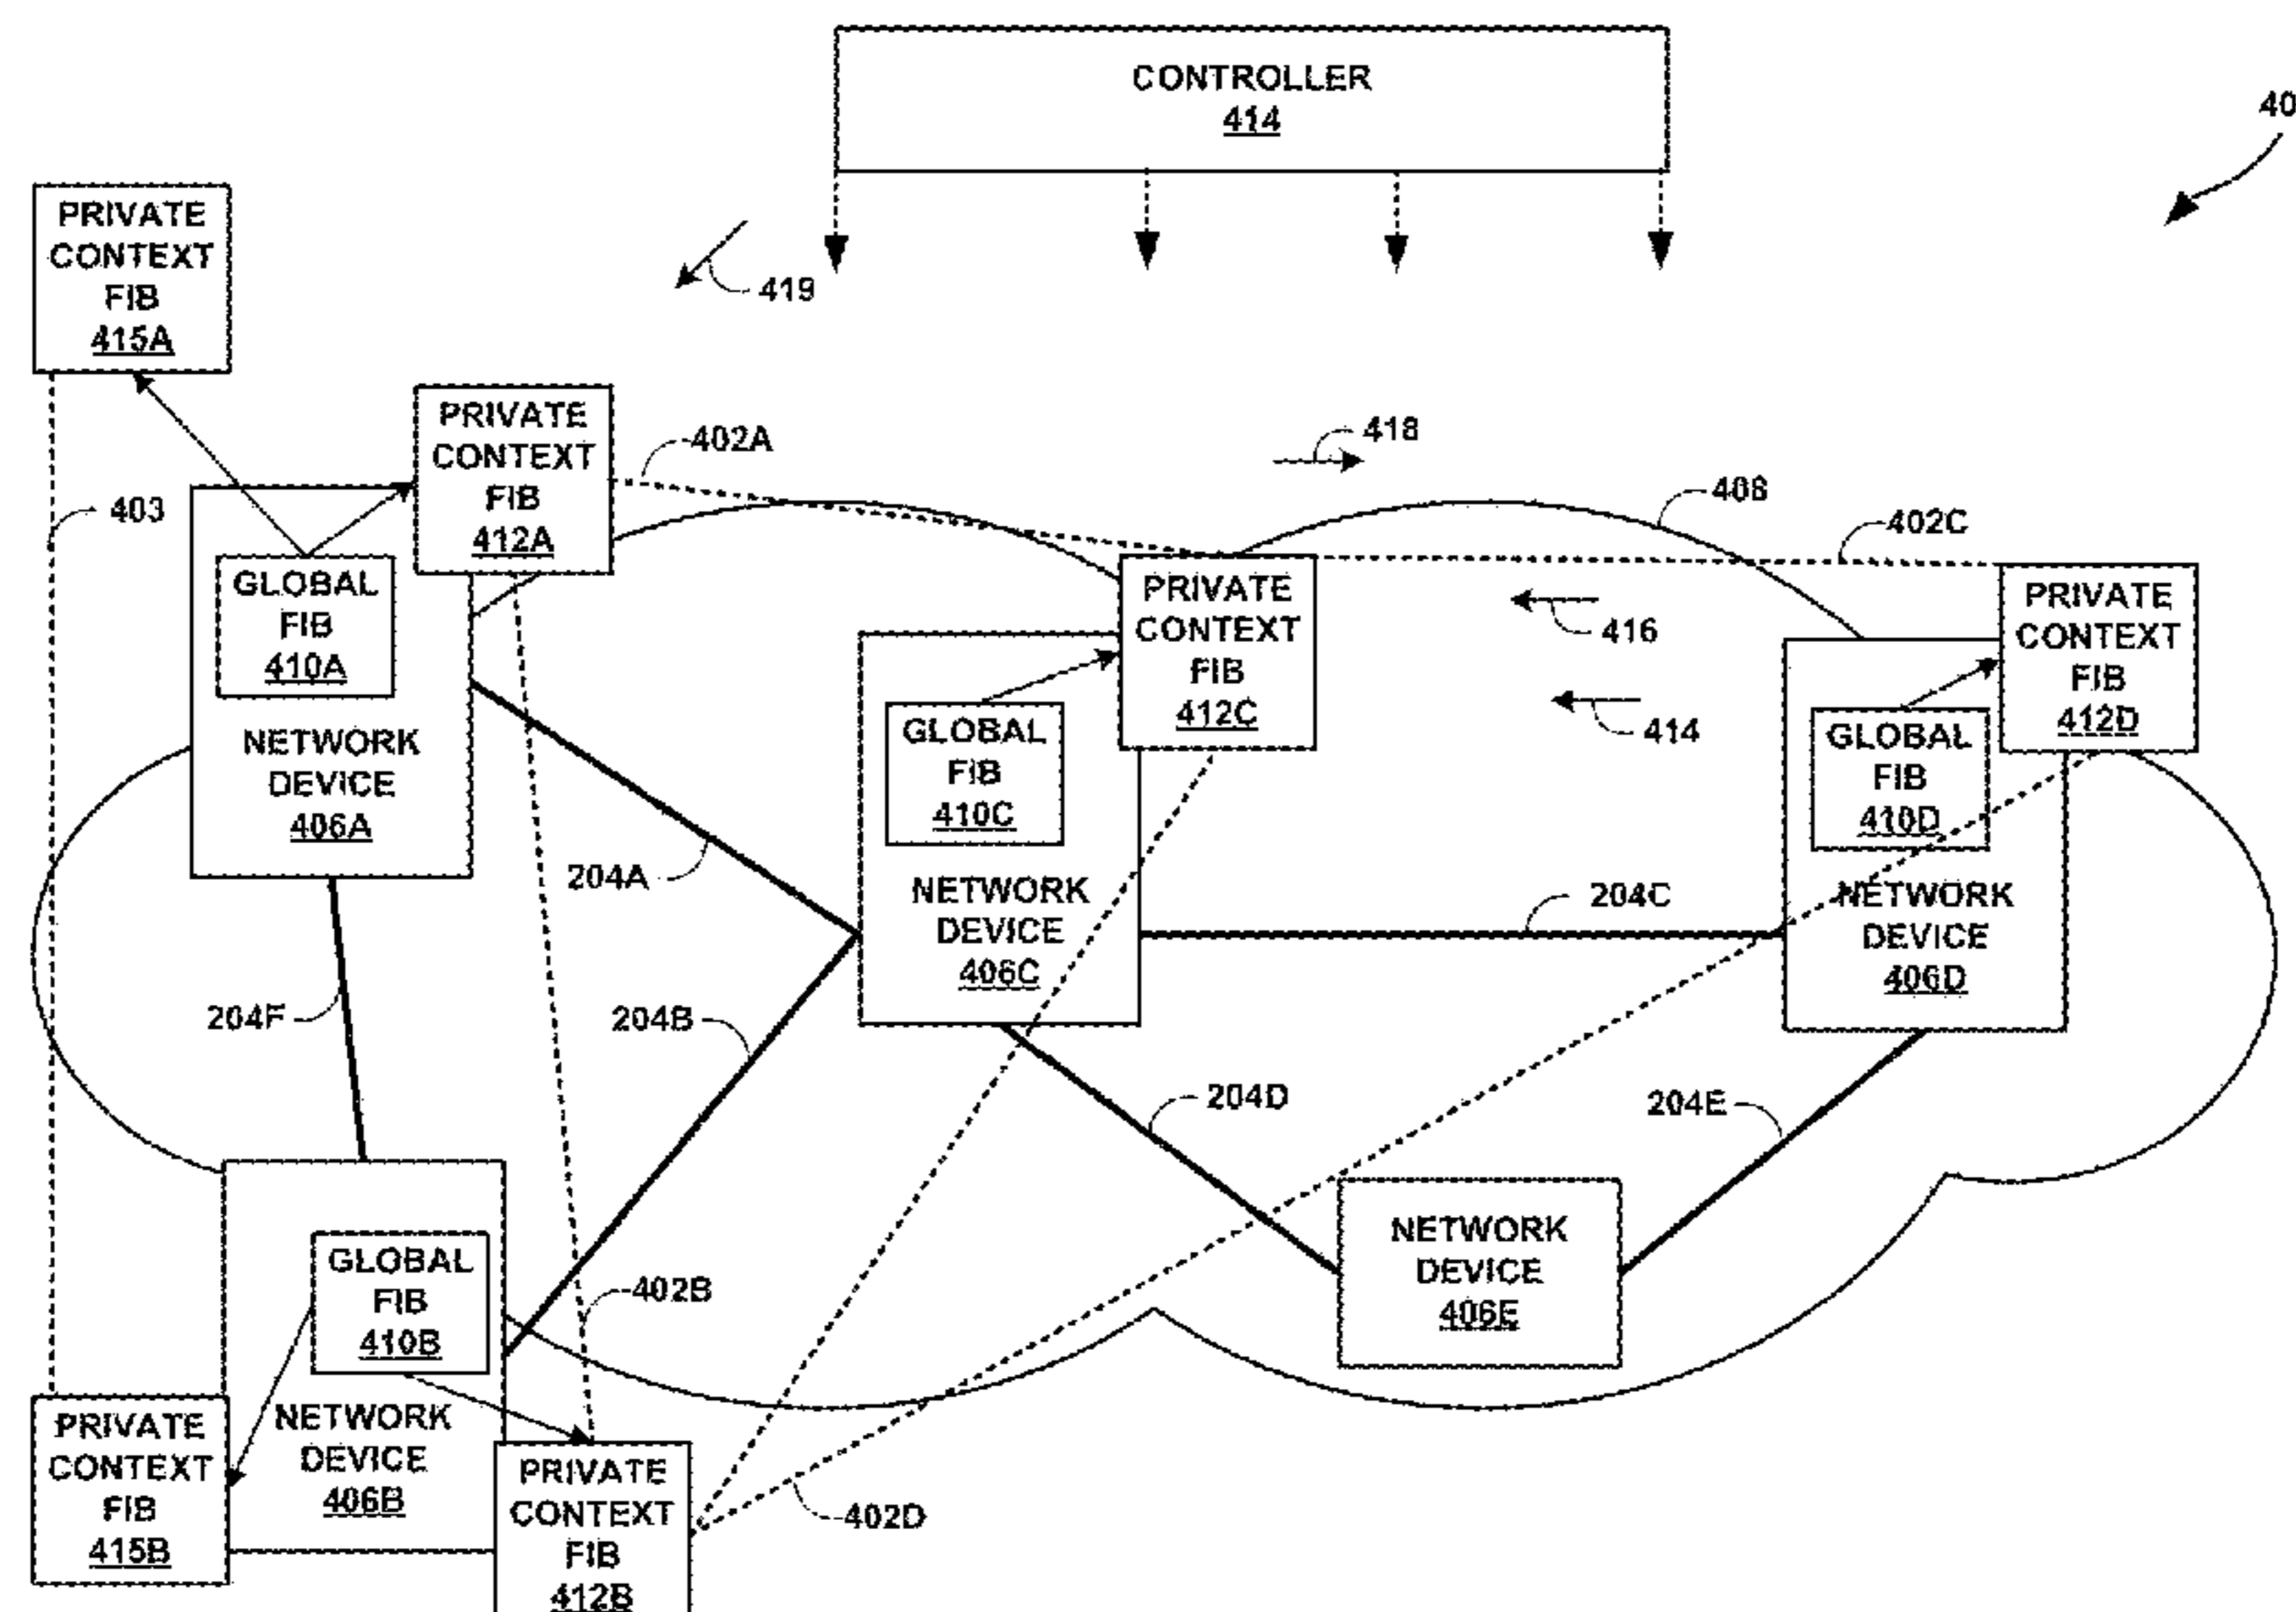 CONTROLLER
414
40
PRIVATE
CONTEXT
FIB
415A
419
PRIVATE
CONTEXT
FIB
412A
402A
418
408
402C
403
GLOBAL
FIB
410A
NETWORK
DEVICE
406A
PRIVATE
CONTEXT
FIB
412C
416
414
PRIVATE
CONTEXT
FIB
412D
GLOBAL
FIB
410C
NETWORK
DEVICE
406C
GLOBAL
FIB
410D
NETWORK
DEVICE
406D
204A
204C
204F
204B
204D
204E
NETWORK
DEVICE
406E
GLOBAL
FIB
410B
402B
NETWORK
DEVICE
406B
PRIVATE
CONTEXT
FIB
415B
PRIVATE
CONTEXT
FIB
412B
402D